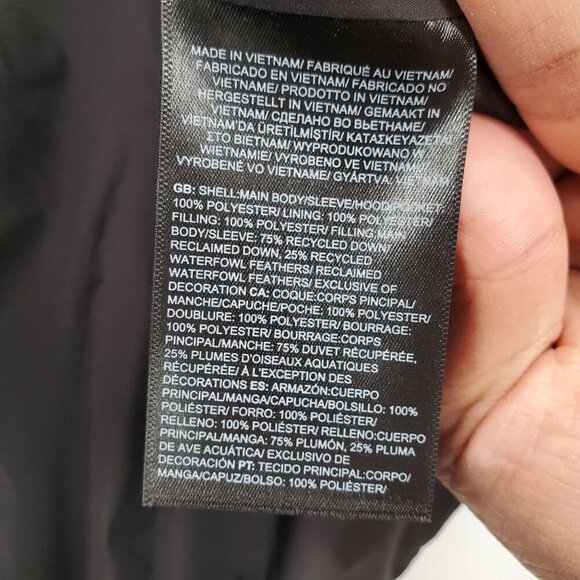 MADE IN VIETNAM/ FABRIQUÉ AU VIETNAM/
FABRICADO EN VIETNAM/ FABRICADO NO
VIETNAME/ PRODOTTO IN VIETNAM/
HERGESTELLT IN VIETNAM/ GEMAAKT IN
VIETNAM/ СДЕЛАНО ВО ВЬЕТНАМЕ/
VIETNAM'DA ÜRETİLMİŞTİR/ ΚΑΤΑΣΚΕΥΑΖΕΤΑΙ
ΣΤΟ ΒΙΕΤΝΑΜ/ WYPRODUKOWANO W
WIETNAMIE/ VYROBENO VE VIETNAMU/
VYROBENÉ VO VIETNAME/ GYÁRTVA:
GB: SHELL:MAIN BODY/SLEEVE/HOOD/POCKET:
100% POLYESTER/ LINING: 100% POLYESTER/
FILLING: 100% POLYESTER/ FILLING:MAIN
BODY/SLEEVE: 75% RECYCLED DOWN/
RECLAIMED DOWN, 25% RECYCLED
WATERFOWL FEATHERS/ RECLAIMED
WATERFOWL FEATHERS/ EXCLUSIVE OF
DECORATION CA: COQUE:CORPS PINCIPAL/
MANCHE/CAPUCHE/POCHE: 100% POLYESTER/
DOUBLURE: 100% POLYESTER/ BOURRAGE:
100% POLYESTER/ BOURRAGE:CORPS
PINCIPAL/MANCHE: 75% DUVET RÉCUPÉRÉE,
25% PLUMES D'OISEAUX AQUATIQUES
RÉCUPÉRÉE/ À L'EXCEPTION DES
DÉCORATIONS ES: ARMAZÓN:CUERPO
PRINCIPAL/MANGA/CAPUCHA/BOLSILLO: 100%
POLIÉSTER/ FORRO: 100% POLIÉSTER/
RELLENO: 100% POLIÉSTER/ RELLENO:CUERPO
PRINCIPAL/MANGA: 75% PLUMÓN, 25% PLUMA
DE AVE ACUÁTICA/ EXCLUSIVO DE
DECORACIÓN PT: TECIDO PRINCIPAL:CORPO/
MANGA/CAPUZ/BOLSO: 100% POLIÉSTER/